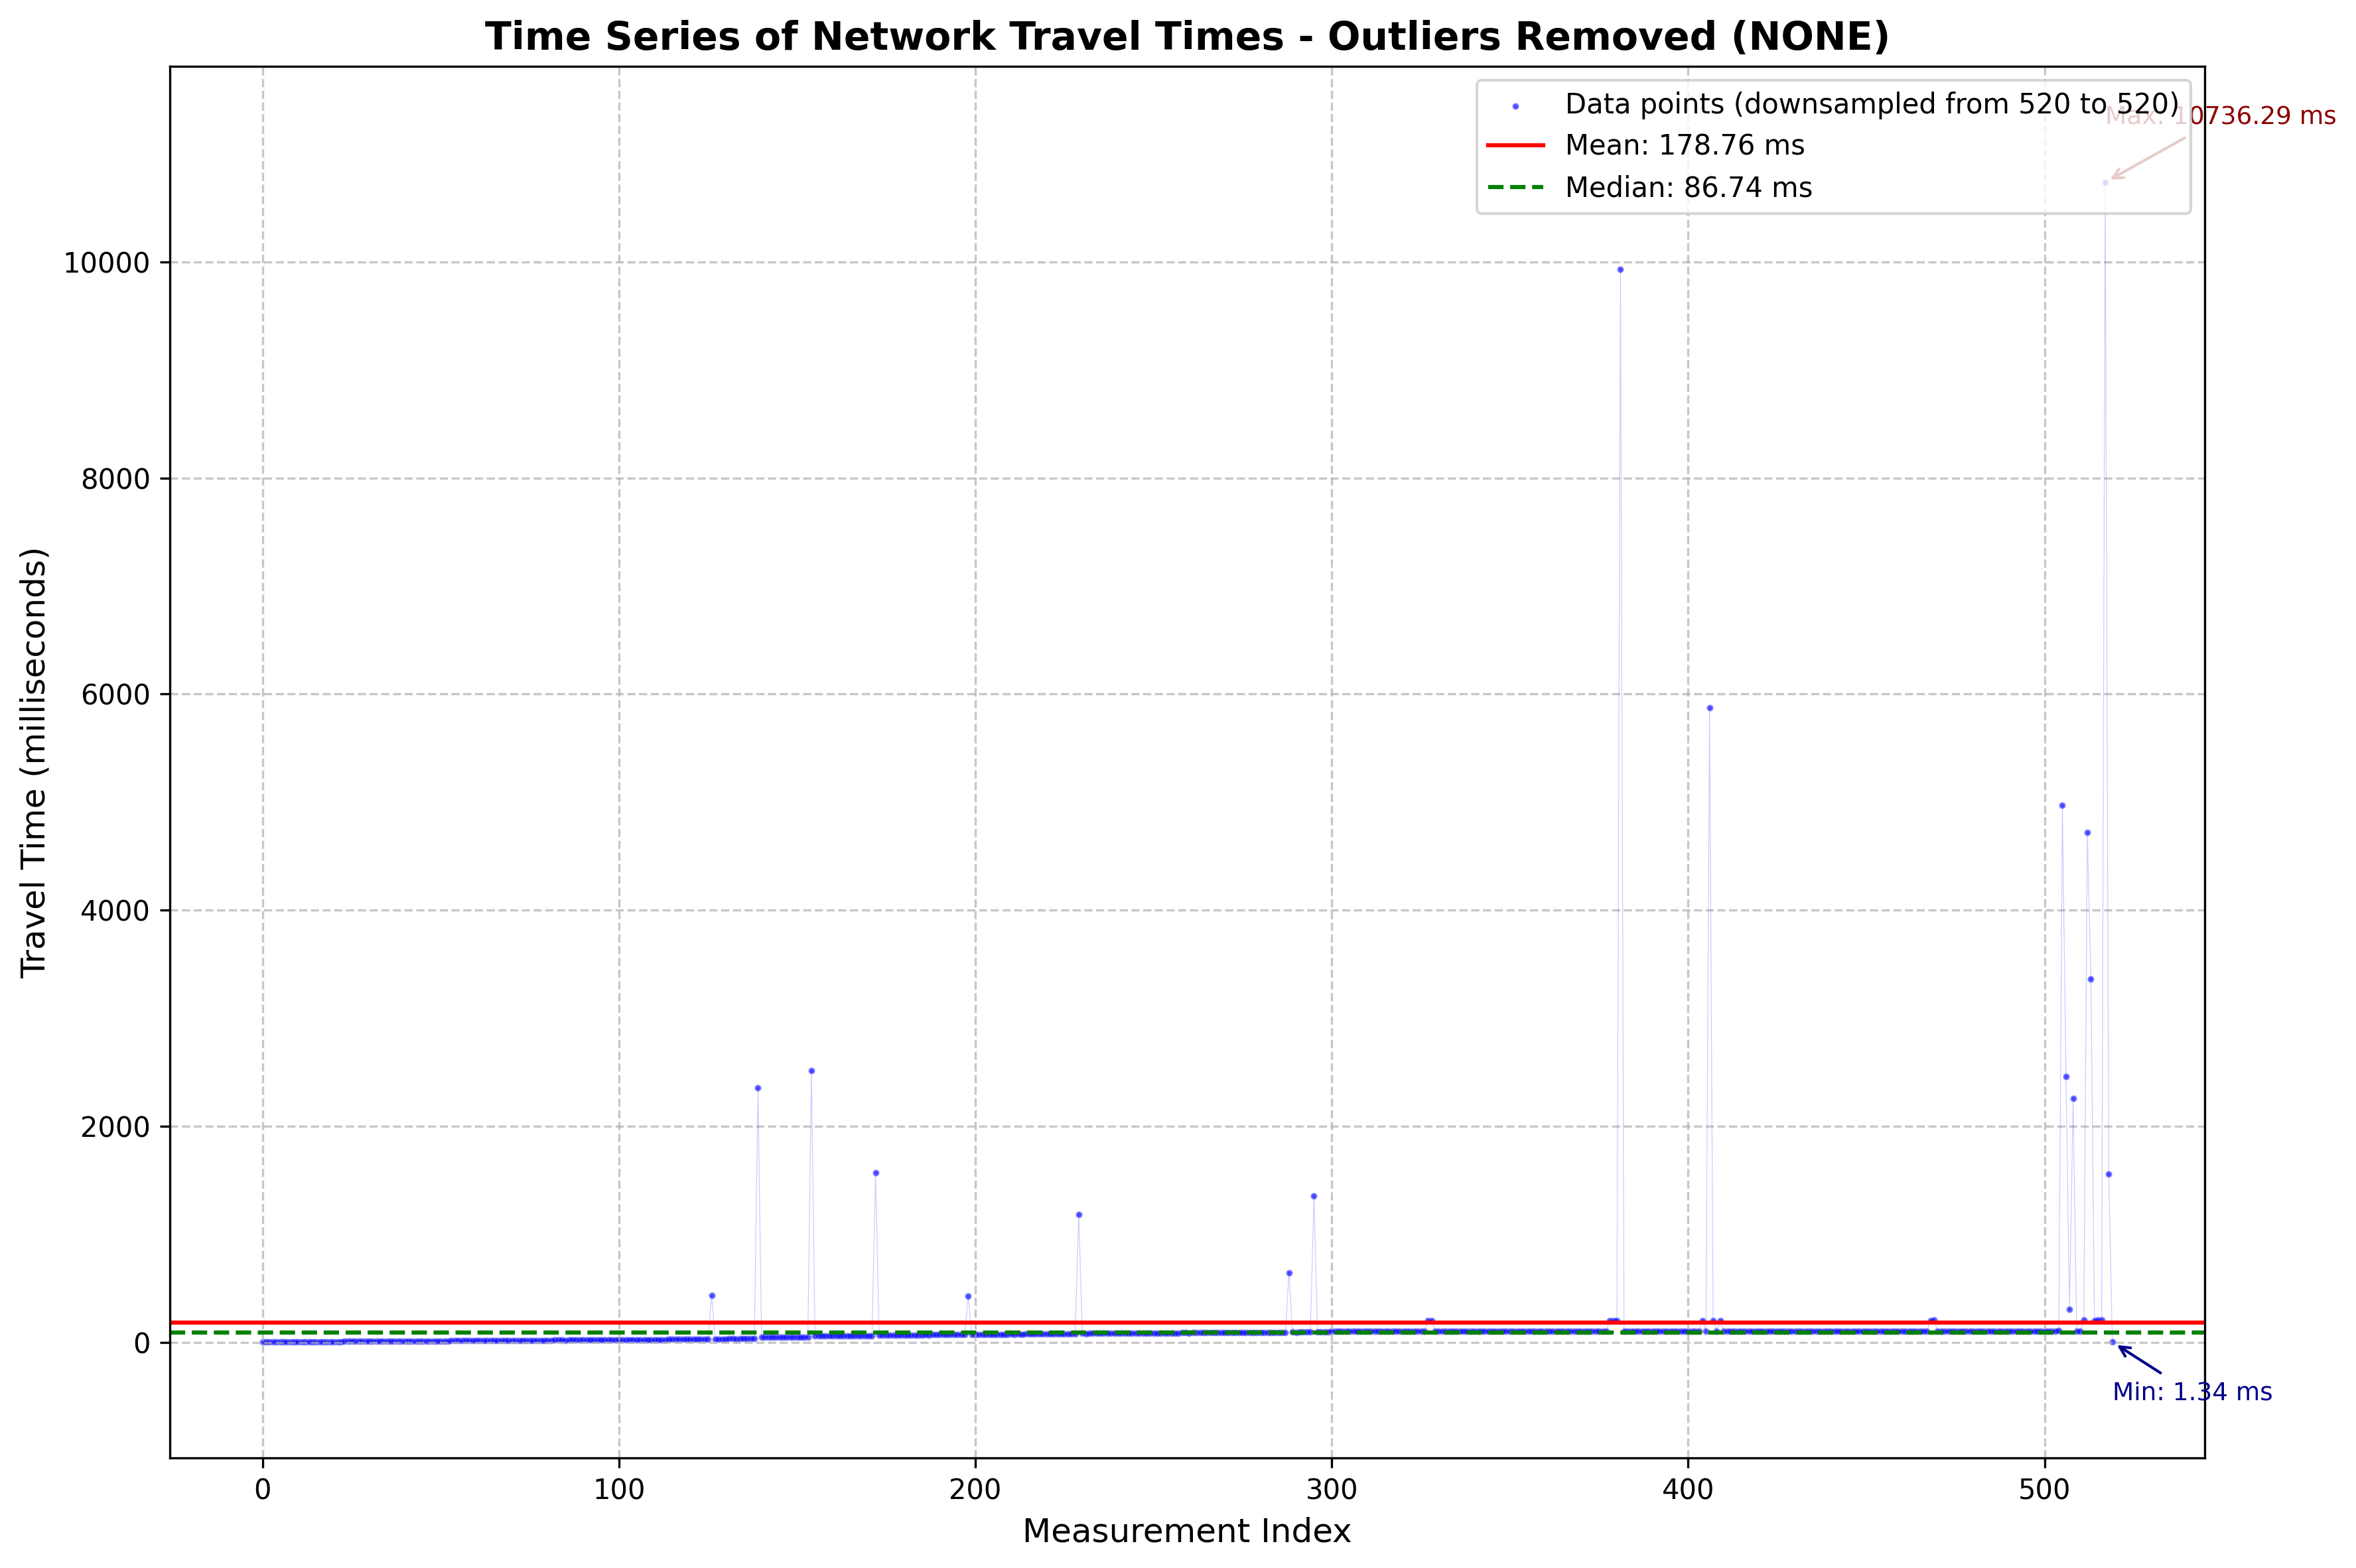 Time Series of Network Travel Times - Outliers Removed (NONE)
Data points (downsampled from 520 to 520)
Max: 10736.29 ms
Mean: 178.76 ms
Median: 86.74 ms
10000
8000
6000
4000
2000
0
Travel Time (milliseconds)
Min: 1.34 ms
0 100 200 300 400 500
Measurement Index